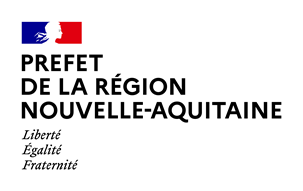 PREFET
DE LA RÉGION
NOUVELLE-AQUITAINE
Liberté
Égalité
Fraternité